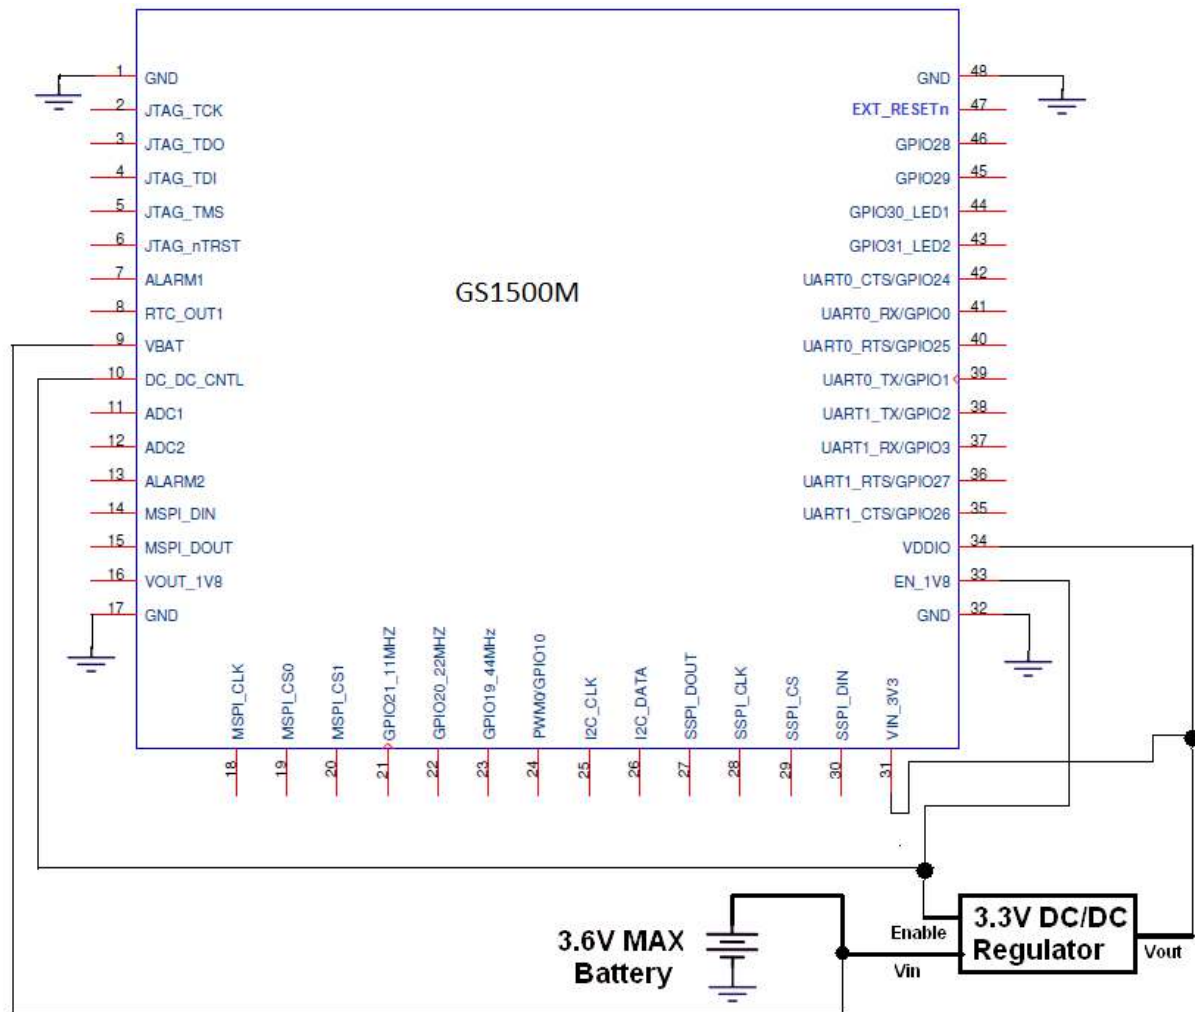 1 GND
2 JTAG_TCK
3 JTAG_TDO
4 JTAG_TDI
5 JTAG_TMS
6 JTAG_nTRST
7 ALARM1
8 RTC_OUT1
9 VBAT
10 DC_DC_CNTL
11 ADC1
12 ADC2
13 ALARM2
14 MSPI_DIN
15 MSPI_DOUT
16 VOUT_1V8
17 GND
GS1500M
GND 48
EXT_RESETn 47
GPIO28 46
GPIO29 45
GPIO30_LED1 44
GPIO31_LED2 43
UART0_CTS/GPIO24 42
UART0_RX/GPIO0 41
UART0_RTS/GPIO25 40
UART0_TX/GPIO1 39
UART1_TX/GPIO2 38
UART1_RX/GPIO3 37
UART1_RTS/GPIO27 36
UART1_CTS/GPIO26 35
VDDIO 34
EN_1V8 33
GND 32
MSPI_CLK 18
MSPI_CS0 19
MSPI_CS1 20
GPIO21_11MHZ 21
GPIO20_22MHZ 22
GPIO19_44MHz 23
PWM0/GPIO10 24
I2C_CLK 25
I2C_DATA 26
SSPI_DOUT 27
SSPI_CLK 28
SSPI_CS 29
SSPI_DIN 30
VIN_3V3 31
3.6V MAX
Battery
Enable
Vin
3.3V DC/DC
Regulator
Vout